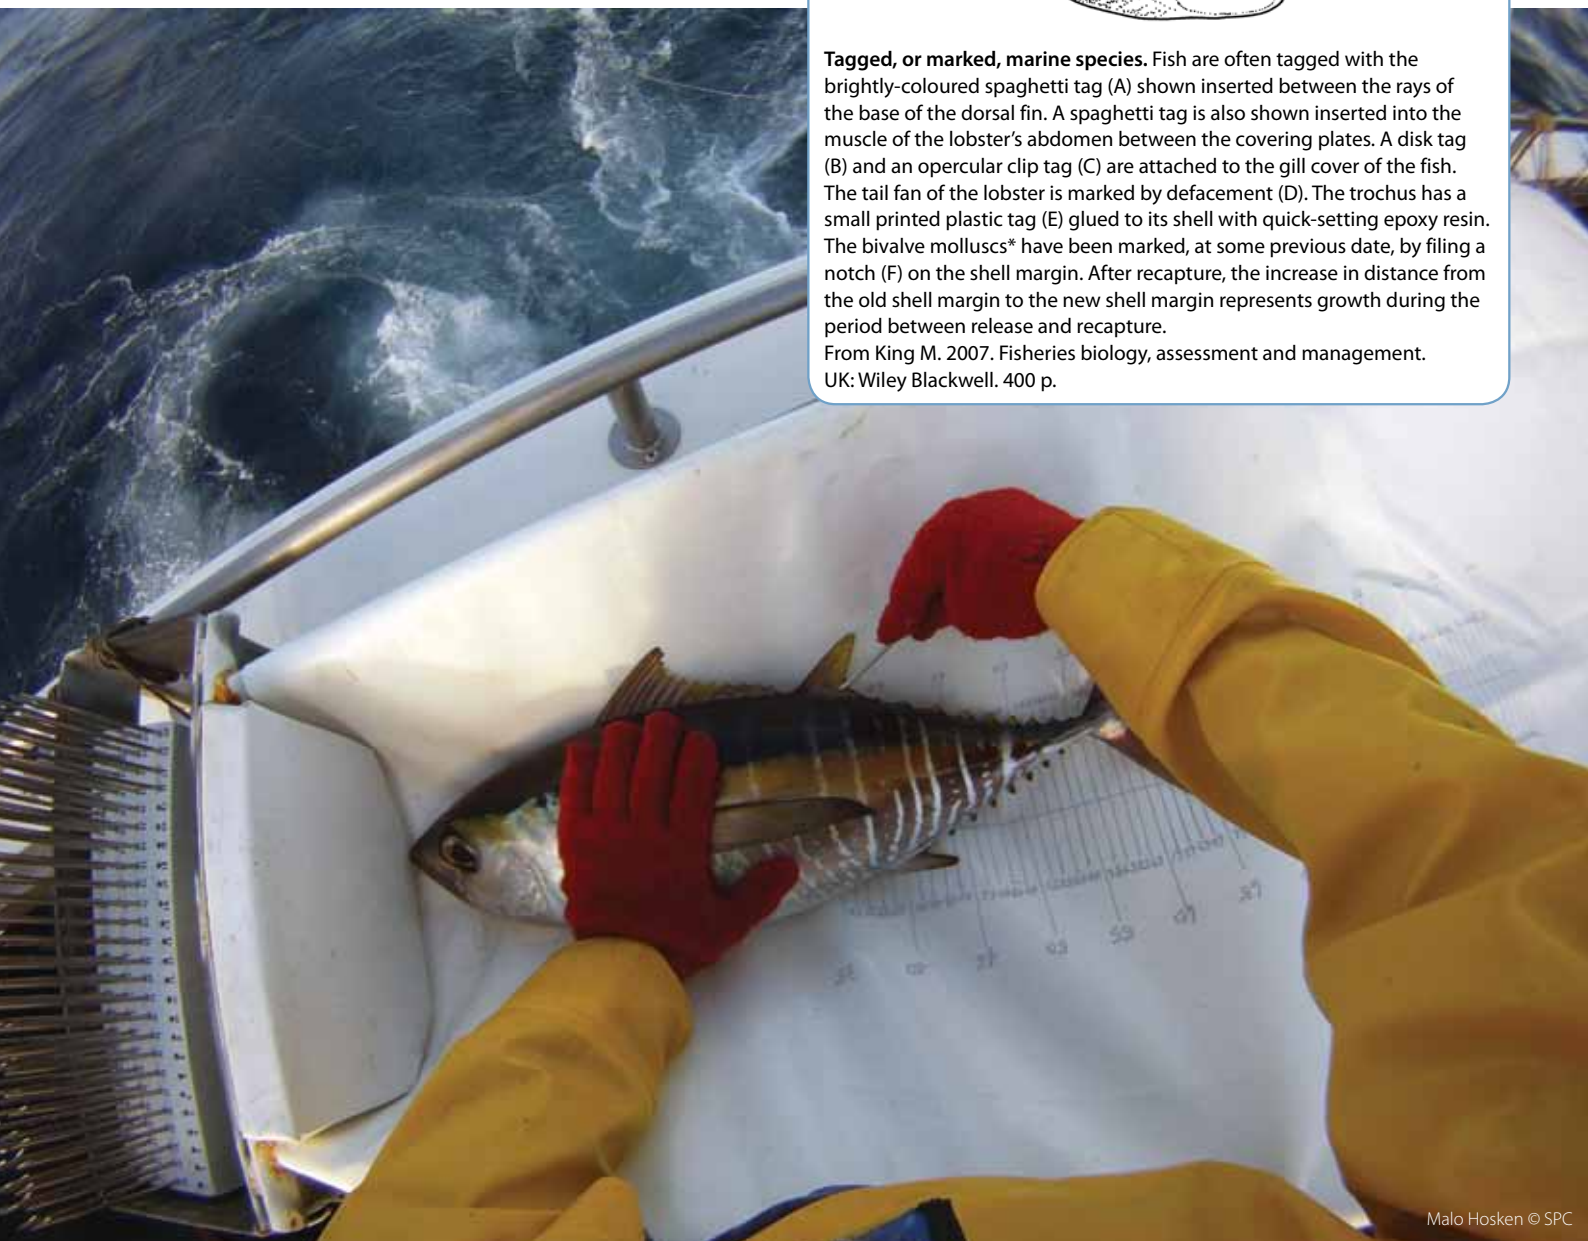 Tagged, or marked, marine species. Fish are often tagged with the
brightly-coloured spaghetti tag (A) shown inserted between the rays of
the base of the dorsal fin. A spaghetti tag is also shown inserted into the
muscle of the lobster's abdomen between the covering plates. A disk tag
(B) and an opercular clip tag (C) are attached to the gill cover of the fish.
The tail fan of the lobster is marked by defacement (D). The trochus has a
small printed plastic tag (E) glued to its shell with quick-setting epoxy resin.
The bivalve molluscs* have been marked, at some previous date, by filing a
notch (F) on the shell margin. After recapture, the increase in distance from
the old shell margin to the new shell margin represents growth during the
period between release and recapture.
From King M. 2007. Fisheries biology, assessment and management.
UK: Wiley Blackwell. 400 p.
Malo Hosken © SPC